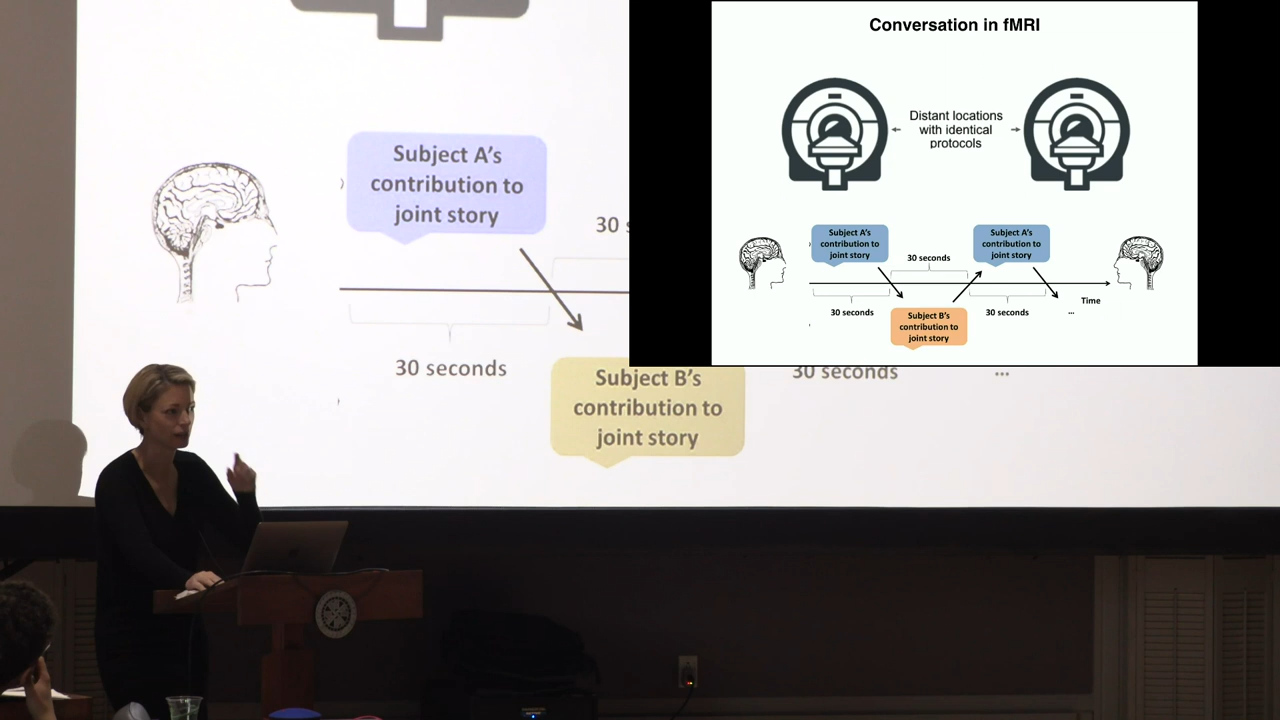 Conversation in fMRI
Distant locations
with identical
protocols
Subject A's
contribution to
joint story
30 seconds
Subject A's
contribution to
joint story
Time
30 seconds
Subject B's
contribution to
joint story
30 seconds
...
Subject A's
contribution to
joint story
30 s
30 seconds
Subject B's
contribution to
joint story
30 seconds
...